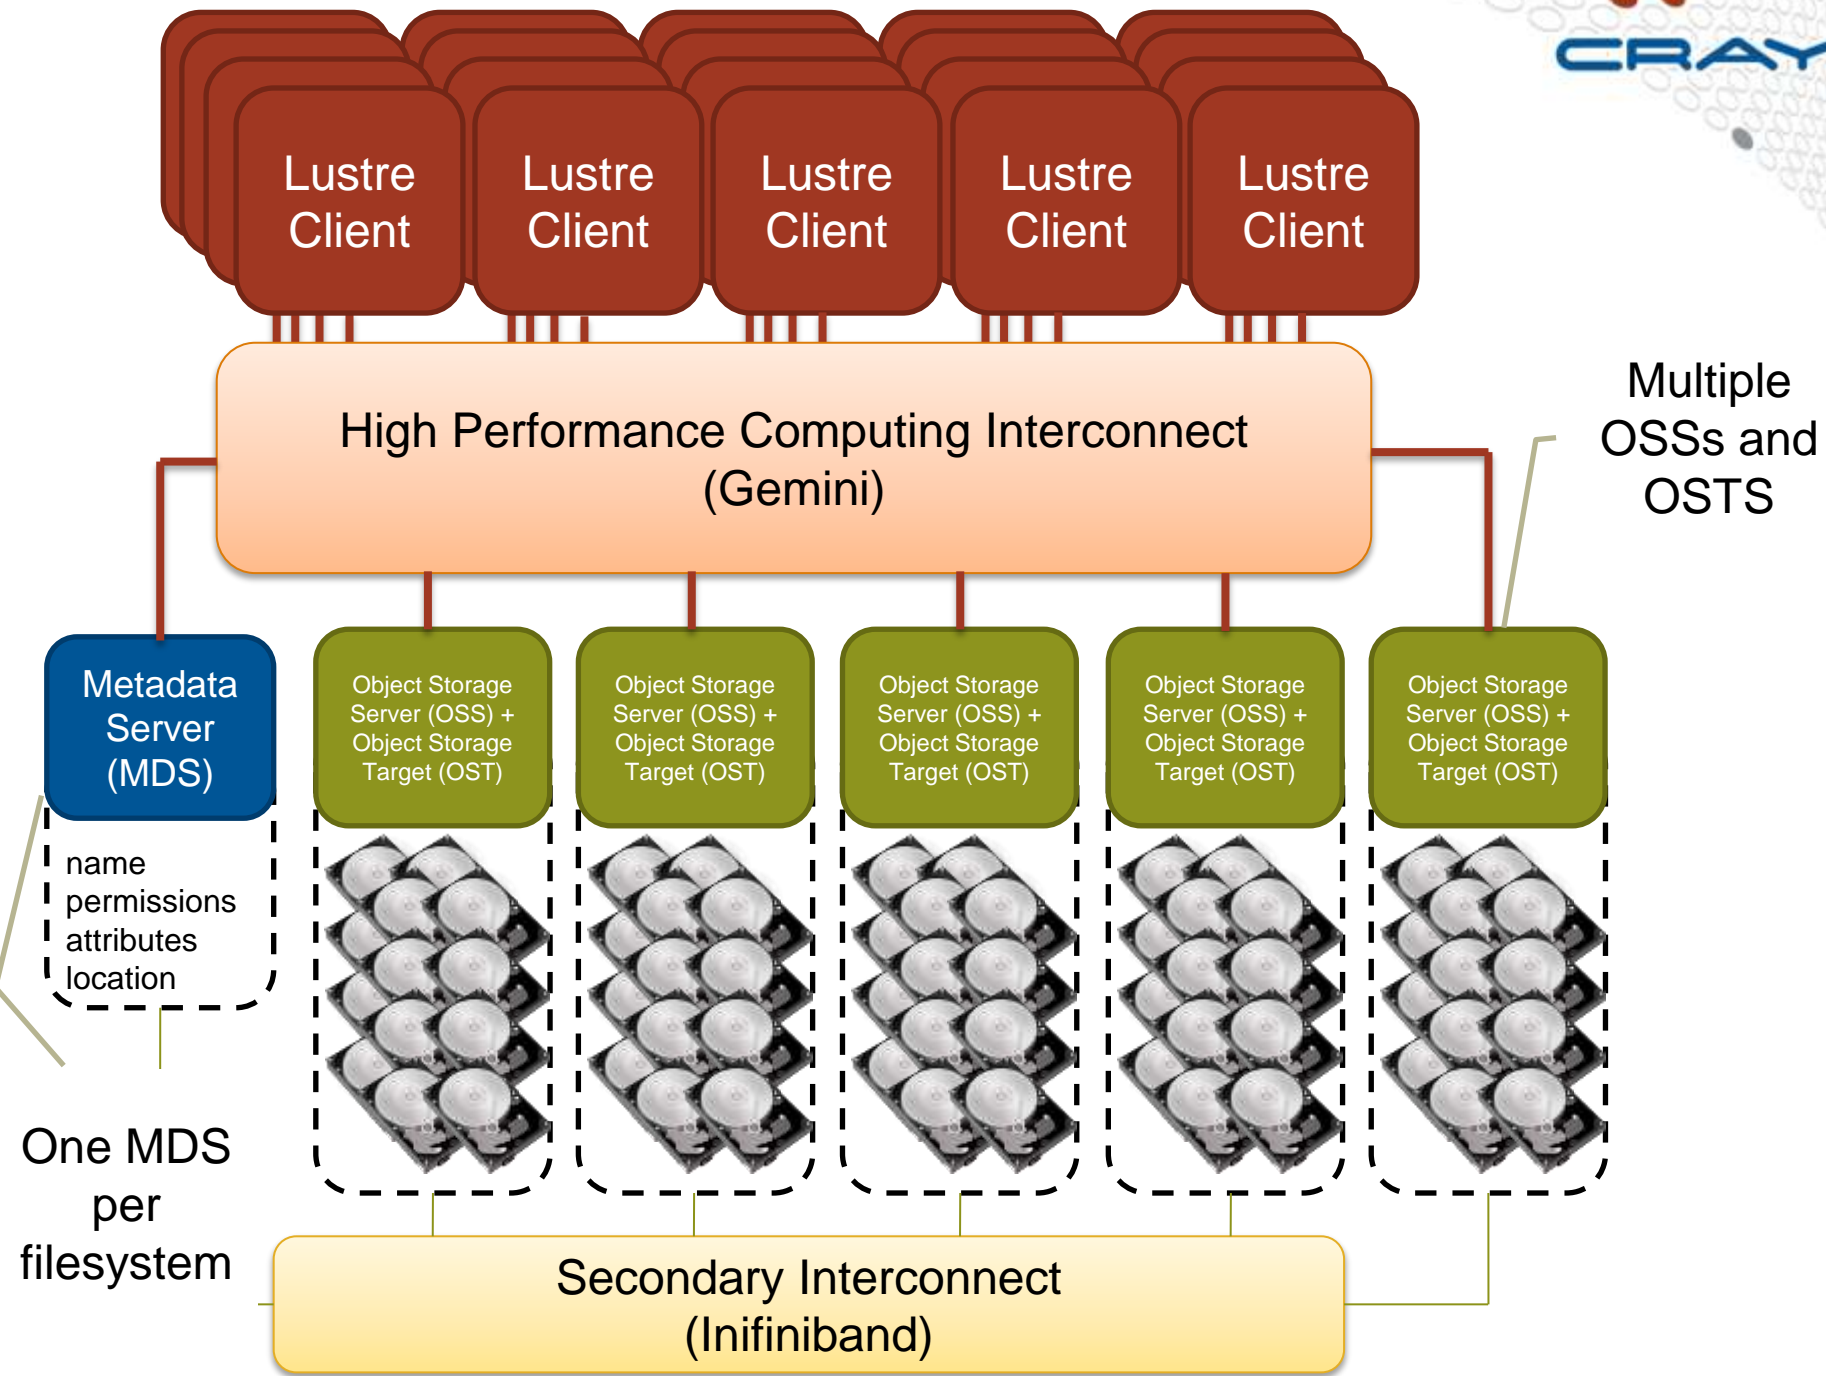 CRAY
Lustre
Client
Lustre
Client
Lustre
Client
Lustre
Client
Lustre
Client
High Performance Computing Interconnect
(Gemini)
Multiple
OSSs and
OSTS
Metadata
Server
(MDS)
Object Storage
Server (OSS) +
Object Storage
Target (OST)
Object Storage
Server (OSS) +
Object Storage
Target (OST)
Object Storage
Server (OSS) +
Object Storage
Target (OST)
Object Storage
Server (OSS) +
Object Storage
Target (OST)
Object Storage
Server (OSS) +
Object Storage
Target (OST)
name
permissions
attributes
location
One MDS
per
filesystem
Secondary Interconnect
(Inifiniband)